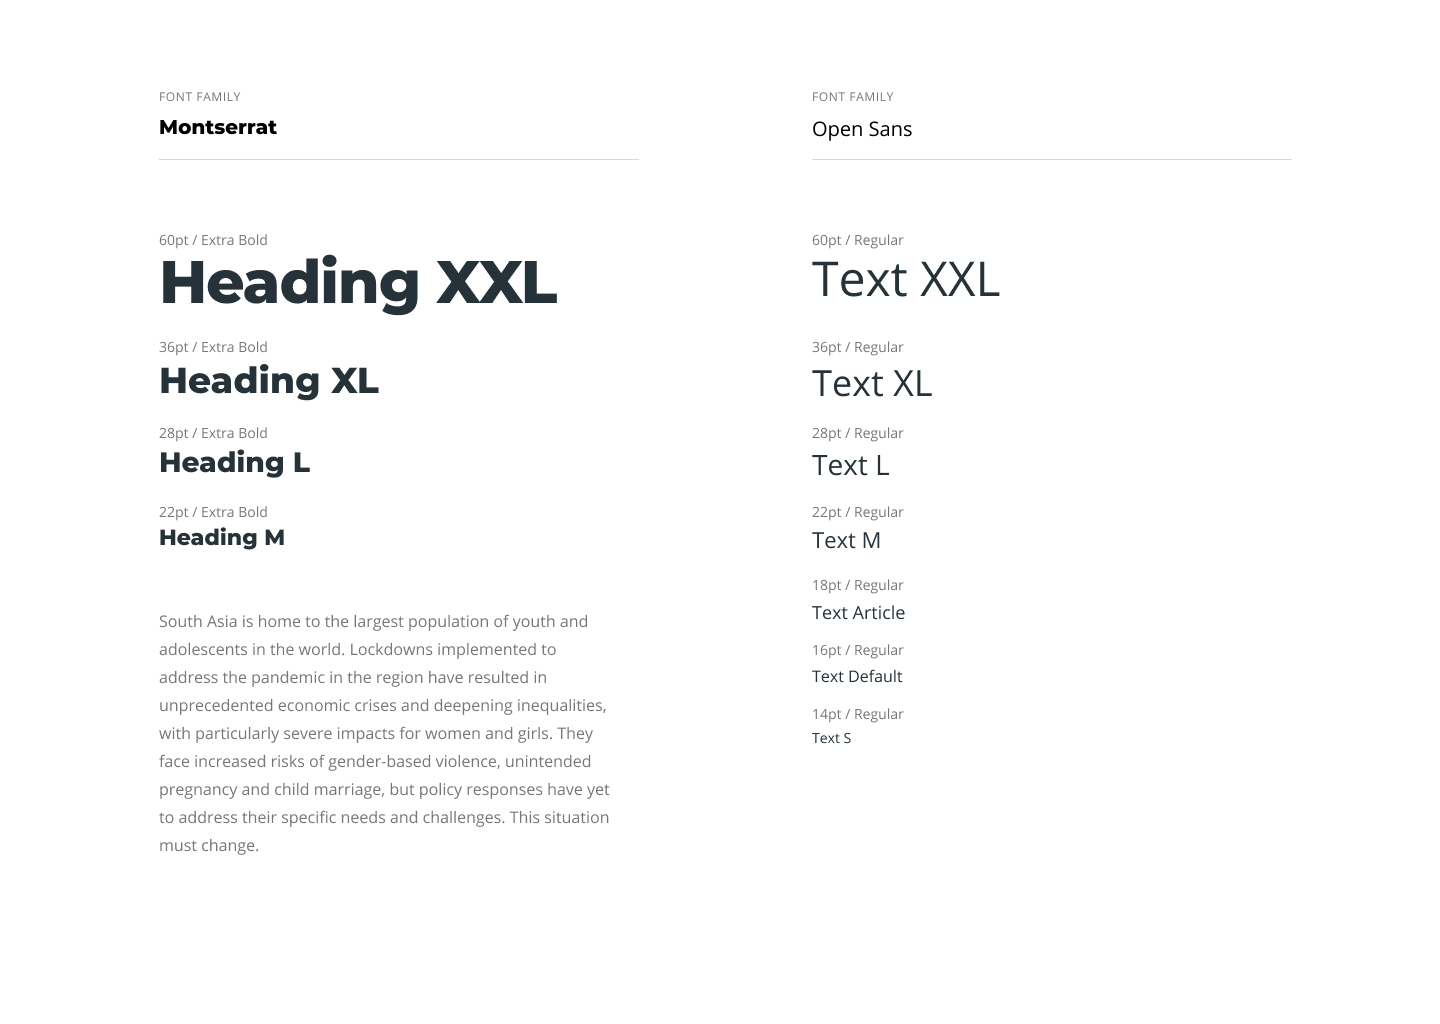 FONT FAMILY
Montserrat
60pt / Extra Bold
Heading XXL
36pt / Extra Bold
Heading XL
28pt / Extra Bold
Heading L
22pt / Extra Bold
Heading M
South Asia is home to the largest population of youth and
adolescents in the world. Lockdowns implemented to
address the pandemic in the region have resulted in
unprecedented economic crises and deepening inequalities,
with particularly severe impacts for women and girls. They
face increased risks of gender-based violence, unintended
pregnancy and child marriage, but policy responses have yet
to address their specific needs and challenges. This situation
must change.
FONT FAMILY
Open Sans
60pt / Regular
Text XXL
36pt / Regular
Text XL
28pt / Regular
Text L
22pt / Regular
Text M
18pt / Regular
Text Article
16pt / Regular
Text Default
14pt / Regular
Text S